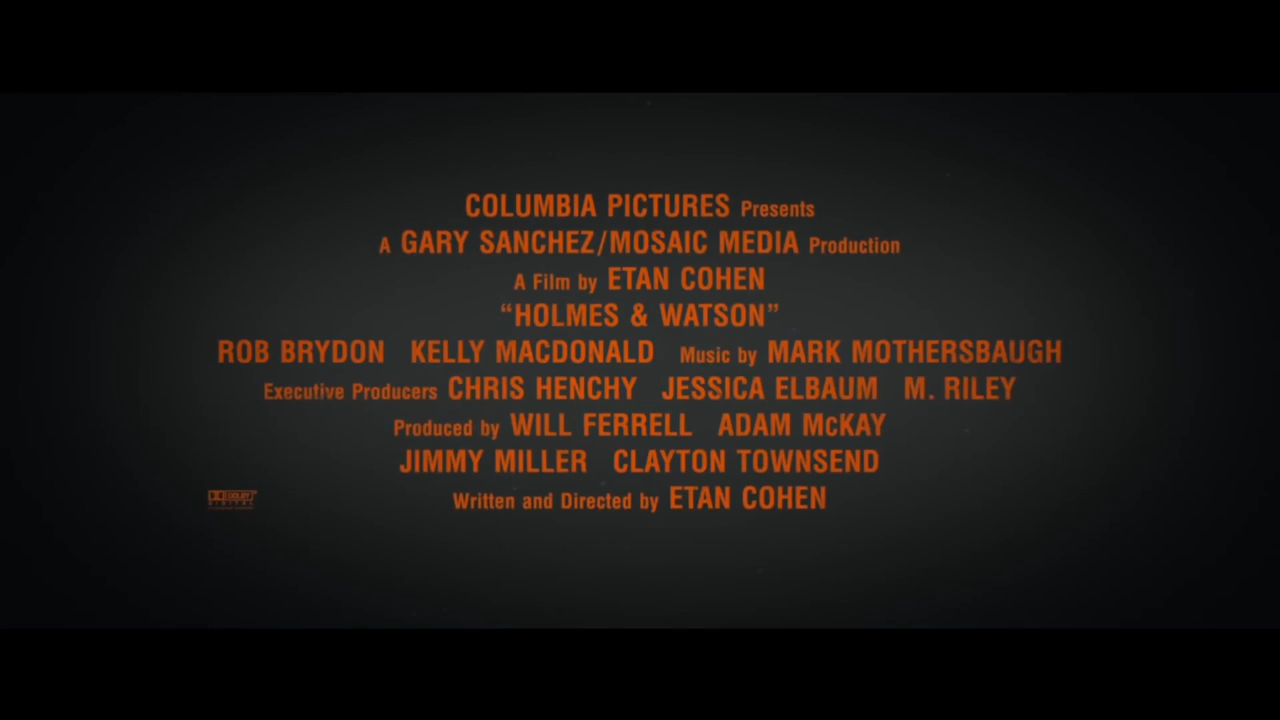 COLUMBIA PICTURES Presents
A GARY SANCHEZ/MOSAIC MEDIA Production
A Film by ETAN COHEN
“HOLMES & WATSON”
ROB BRYDON KELLY MACDONALD Music by MARK MOTHERSBAUGH
Executive Producers CHRIS HENCHY JESSICA ELBAUM M. RILEY
Produced by WILL FERRELL ADAM McKAY
JIMMY MILLER CLAYTON TOWNSEND
Written and Directed by ETAN COHEN
DOLBY
DIGITAL